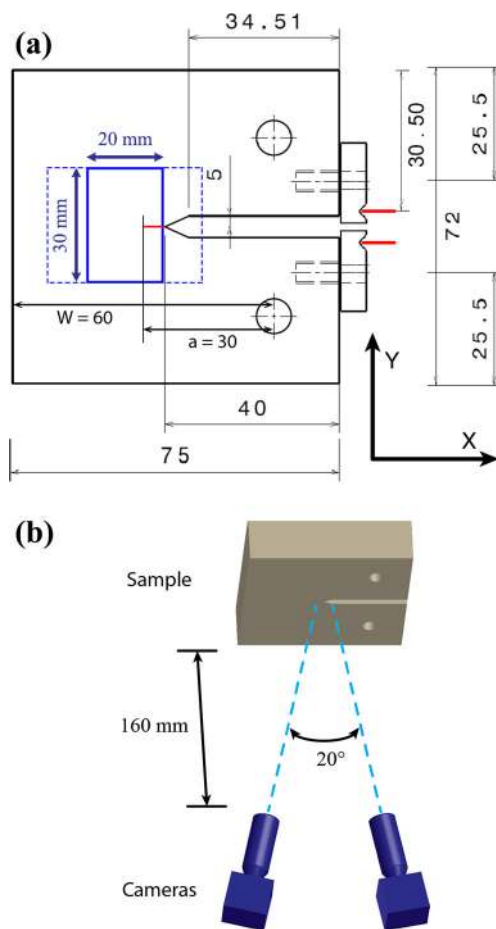 (a)
34.51
20 mm
30 mm
5
30.50
25.5
72
25.5
W = 60
a = 30
40
75
Y
X
(b)
Sample
160 mm
20°
Cameras